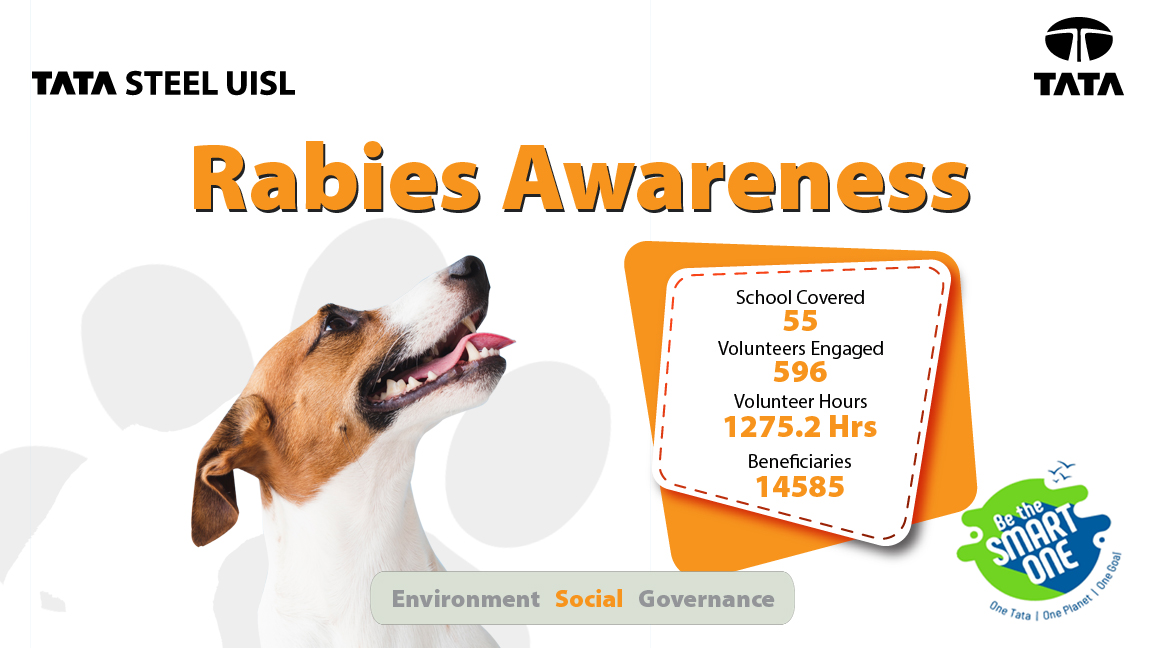 TATA STEEL UISL
TATA
Rabies Awareness
School Covered
55
Volunteers Engaged
596
Volunteer Hours
1275.2 Hrs
Beneficiaries
14585
Be the
SMART
ONE
One Tata | One Planet | One Goal
Environment Social Governance